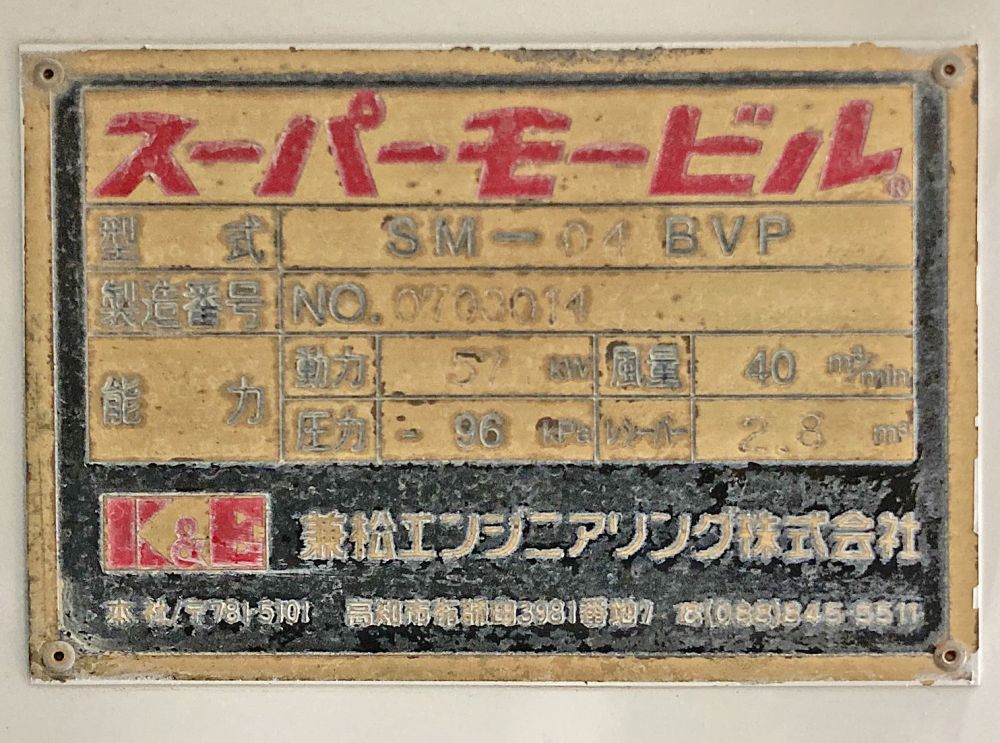 スーパーモービル®
型式 SM-04 BVP
製造番号 NO. 0703014
能力 動力 57 kW 風量 40 m³/min
圧力 - 96 kPa レシーバー 2.8 m³
K&E 兼松エンジニアリング株式会社
本社/〒781-5101 高知市布師田3981番地7 ☎(088)845-5511